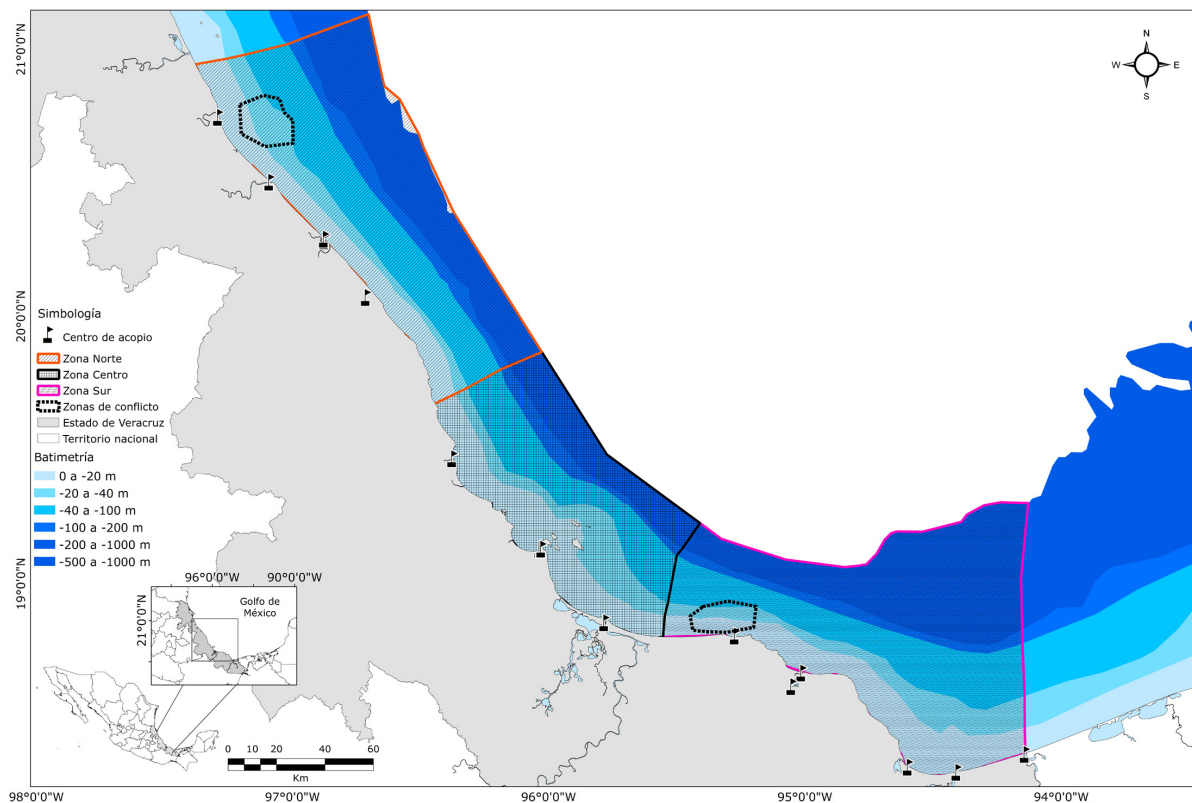 21°0'0"N
20°0'0"N
19°0'0"N
N
W
E
S
Simbología
Centro de acopio
Zona Norte
Zona Centro
Zona Sur
Zonas de conflicto
Estado de Veracruz
Territorio nacional
Batimetría
0 a -20 m
-20 a -40 m
-40 a -100 m
-100 a -200 m
-200 a -1000 m
-500 a -1000 m
96°0'0"W
90°0'0"W
21°0'0"N
Golfo de
México
0 10 20 40 60
Km
98°0'0"W
97°0'0"W
96°0'0"W
95°0'0"W
94°0'0"W